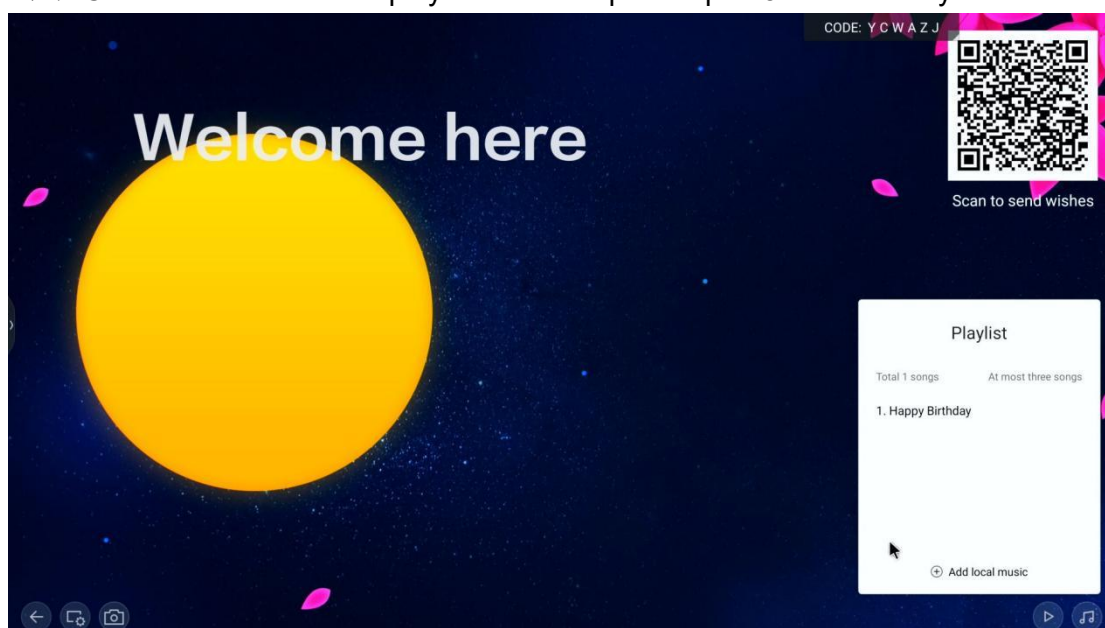 CODE: Y C W A Z J
Welcome here
Scan to send wishes
Playlist
Total 1 songs
At most three songs
1. Happy Birthday
Add local music